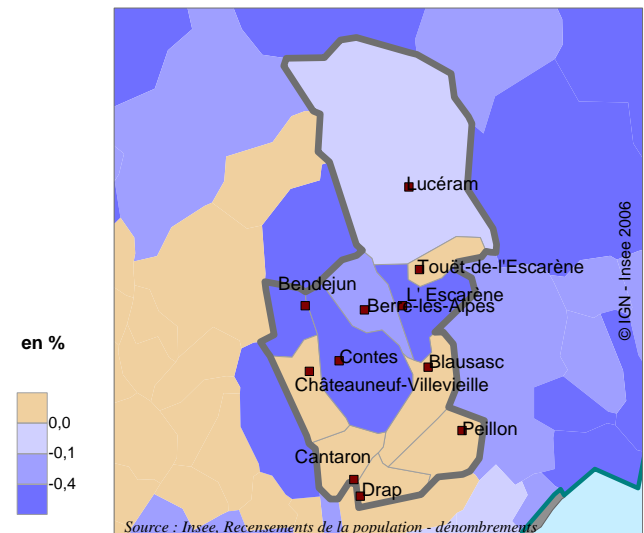 Lucéram
Touët-de-l'Escarène
Bendejun
L' Escarène
Berre-les-Alpes
© IGN - Insee 2006
en %
Contes
Blausasc
Châteauneuf-Villevieille
0,0
-0,1
-0,4
Peillon
Cantaron
Drap
Source : Insee, Recensements de la population - dénombrements